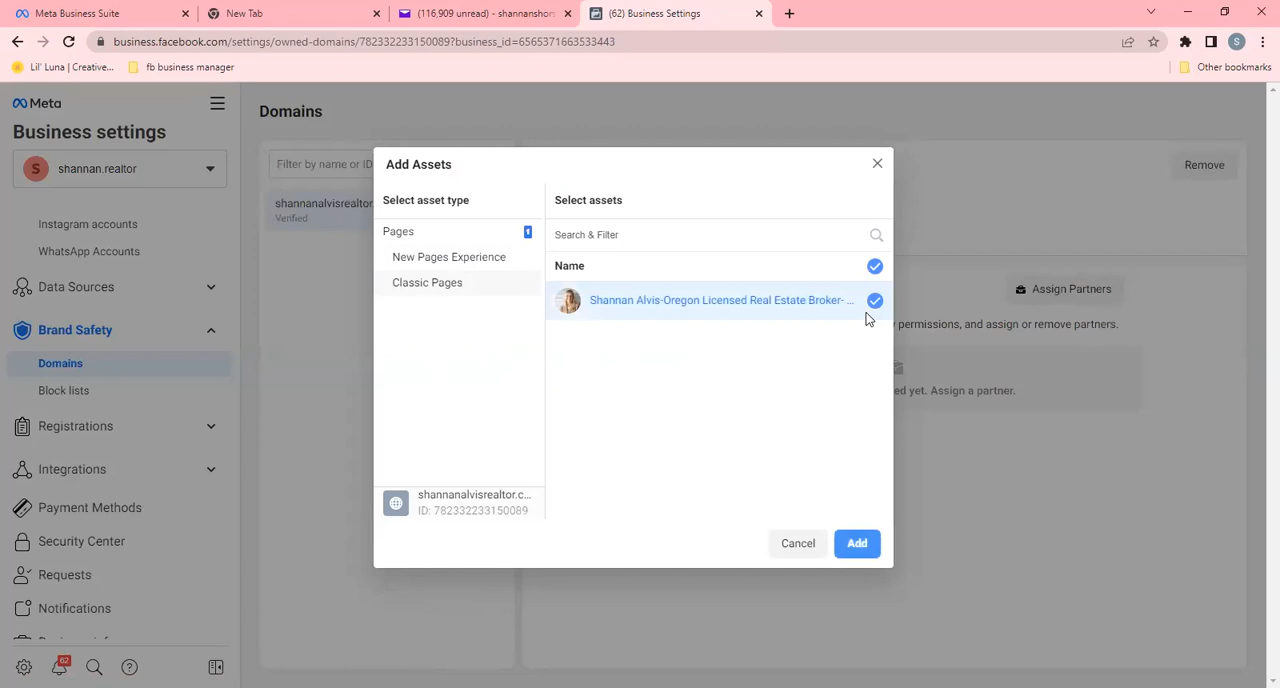 Meta Business Suite
New Tab
(116,909 unread) - shannanshors
(62) Business Settings
business.facebook.com/settings/owned-domains/782332233150089?business_id=6565371663533443
S
Lil' Luna | Creative...
fb business manager
Other bookmarks
Meta
Business settings
S
shannan.realtor
Instagram accounts
WhatsApp Accounts
Data Sources
Brand Safety
Domains
Block lists
Registrations
Integrations
Payment Methods
Security Center
Requests
Notifications
62
Domains
Filter by name or ID
shannanalvisrealtor
Verified
Remove
Assign Partners
permissions, and assign or remove partners.
ed yet. Assign a partner.
Add Assets
Select asset type
Pages
1
New Pages Experience
Classic Pages
shannanalvisrealtor.c...
ID: 782332233150089
Select assets
Search & Filter
Name
Shannan Alvis-Oregon Licensed Real Estate Broker- ...
Cancel
Add